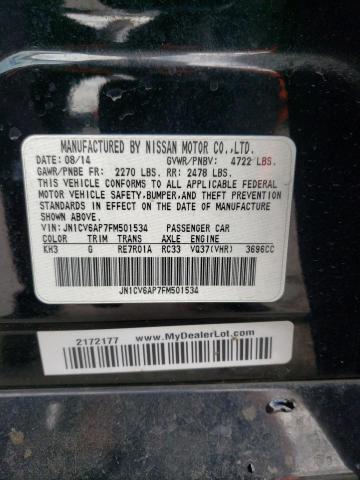 MANUFACTURED BY NISSAN MOTOR CO.,LTD.
DATE: 08/14 GVWR/PNBV: 4722 LBS.
GAWR/PNBE FR: 2270 LBS. RR: 2478 LBS.
THIS VEHICLE CONFORMS TO ALL APPLICABLE FEDERAL
MOTOR VEHICLE SAFETY,BUMPER,AND THEFT PREVENTION
STANDARDS IN EFFECT ON THE DATE OF MANUFACTURE
SHOWN ABOVE.
VIN: JN1CV6AP7FM501534 PASSENGER CAR
COLOR TRIM TRANS AXLE ENGINE
KH3 G RE7R01A RC33 VQ37(VHR) 3696CC
JN1CV6AP7FM501534
2172177 www.MyDealerLot.com